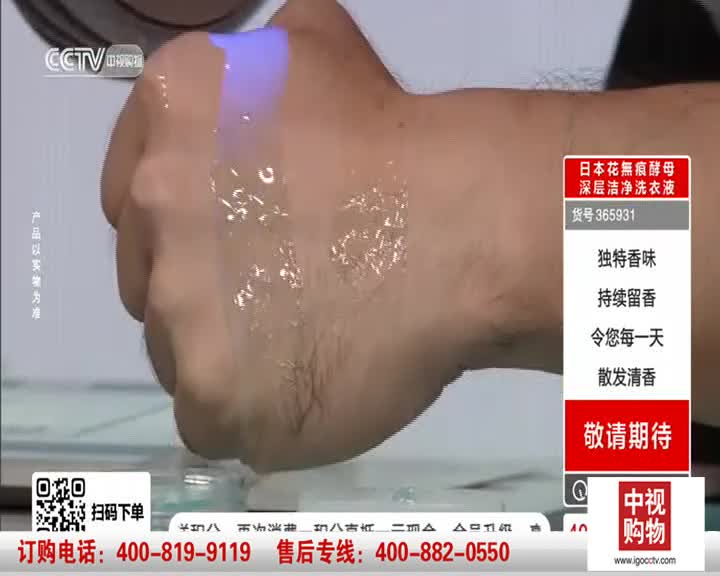 CCTV 中视购物
产品以实物为准
日本花無痕酵母
深层洁净洗衣液
货号365931
独特香味
持续留香
令您每一天
散发清香
敬请期待
扫码下单
中视
购物
www.igocctv.com
订购电话：400-819-9119 售后专线：400-882-0550